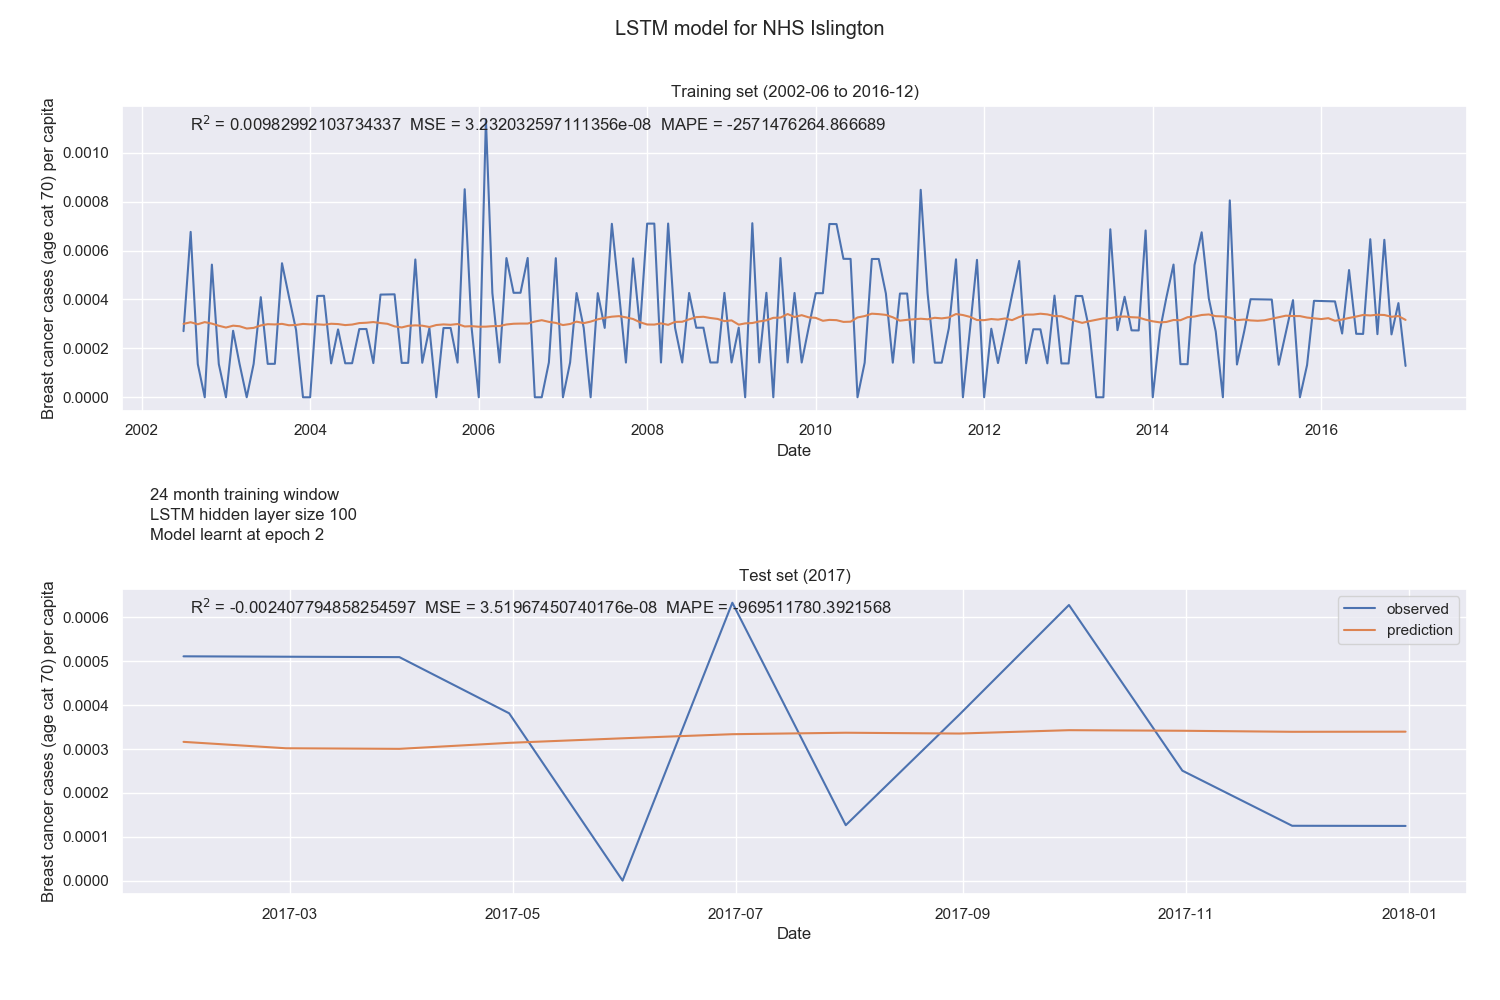 LSTM model for NHS Islington
Training set (2002-06 to 2016-12)
R² = 0.00982992103734337 MSE = 3.232032597111356e-08 MAPE = -2571476264.866689
Breast cancer cases (age cat 70) per capita
0.0010
0.0008
0.0006
0.0004
0.0002
0.0000
2002 2004 2006 2008 2010 2012 2014 2016
Date
24 month training window
LSTM hidden layer size 100
Model learnt at epoch 2
Test set (2017)
R² = -0.002407794858254597 MSE = 3.51967450740176e-08 MAPE = -969511780.3921568
observed
prediction
Breast cancer cases (age cat 70) per capita
0.0006
0.0005
0.0004
0.0003
0.0002
0.0001
0.0000
2017-03 2017-05 2017-07 2017-09 2017-11 2018-01
Date